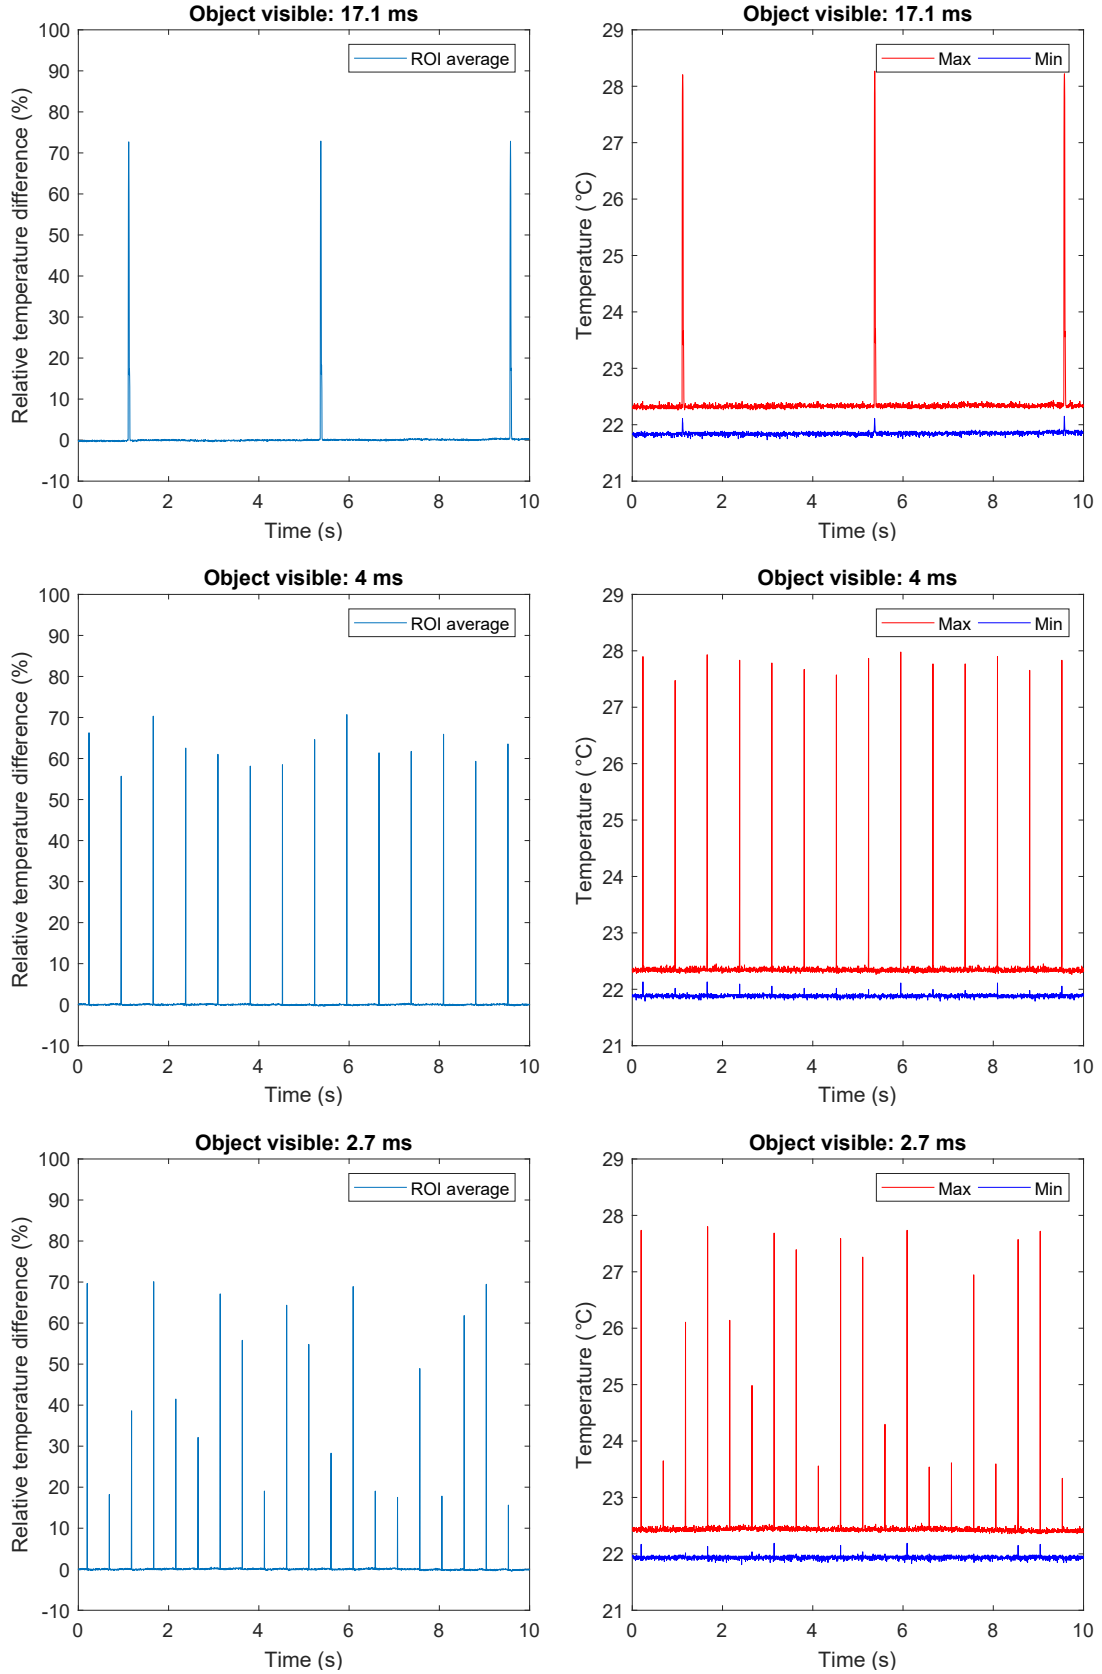 Object visible: 17.1 ms
Relative temperature difference (%)
100
90
80
70
60
50
40
30
20
10
0
-10
ROI average
0 2 4 6 8 10
Time (s)
Object visible: 17.1 ms
Temperature (°C)
29
28
27
26
25
24
23
22
21
Max Min
0 2 4 6 8 10
Time (s)
Object visible: 4 ms
Relative temperature difference (%)
100
90
80
70
60
50
40
30
20
10
0
-10
ROI average
0 2 4 6 8 10
Time (s)
Object visible: 4 ms
Temperature (°C)
29
28
27
26
25
24
23
22
21
Max Min
0 2 4 6 8 10
Time (s)
Object visible: 2.7 ms
Relative temperature difference (%)
100
90
80
70
60
50
40
30
20
10
0
-10
ROI average
0 2 4 6 8 10
Time (s)
Object visible: 2.7 ms
Temperature (°C)
29
28
27
26
25
24
23
22
21
Max Min
0 2 4 6 8 10
Time (s)